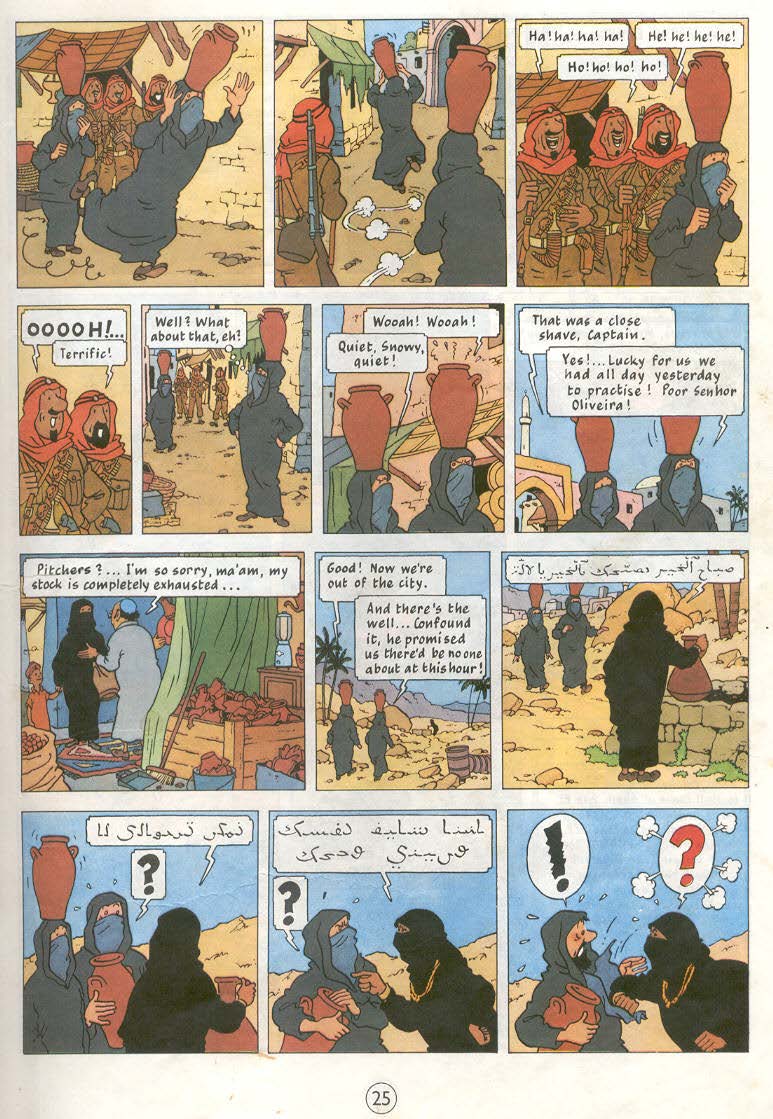 Ha! ha! ha! ha!
He! he! he! he!
Ho! ho! ho! ho!
OOOOH!...
Terrific!
Well? What
about that, eh?
Wooah! Wooah!
Quiet, Snowy,
quiet!
That was a close
shave, Captain.
Yes!...Lucky for us we
had all day yesterday
to practise! Poor Senhor
Oliveira!
Pitchers?... I'm so sorry, ma'am, my
stock is completely exhausted...
Good! Now we're
out of the city.
And there's the
well... Confound
it, he promised
us there'd be no one
about at this hour!
صباح الخير
?
?
!
?
25